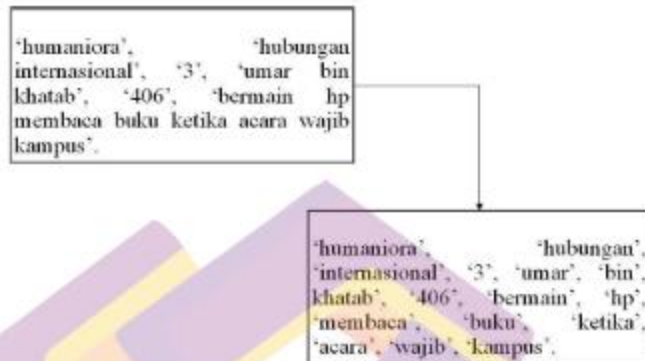 ‘humaniora’, ‘hubungan
internasional’, ‘3’, ‘umar bin
khatab’, ‘406’, ‘bermain hp
membaca buku ketika acara wajib
kampus’.
‘humaniora’, ‘hubungan’,
‘internasional’, ‘3’, ‘umar’, ‘bin’,
khatab’, ‘406’, ‘bermain’, ‘hp’,
‘membaca’, ‘buku’, ‘ketika’,
‘acara’, ‘wajib’, ‘kampus’.